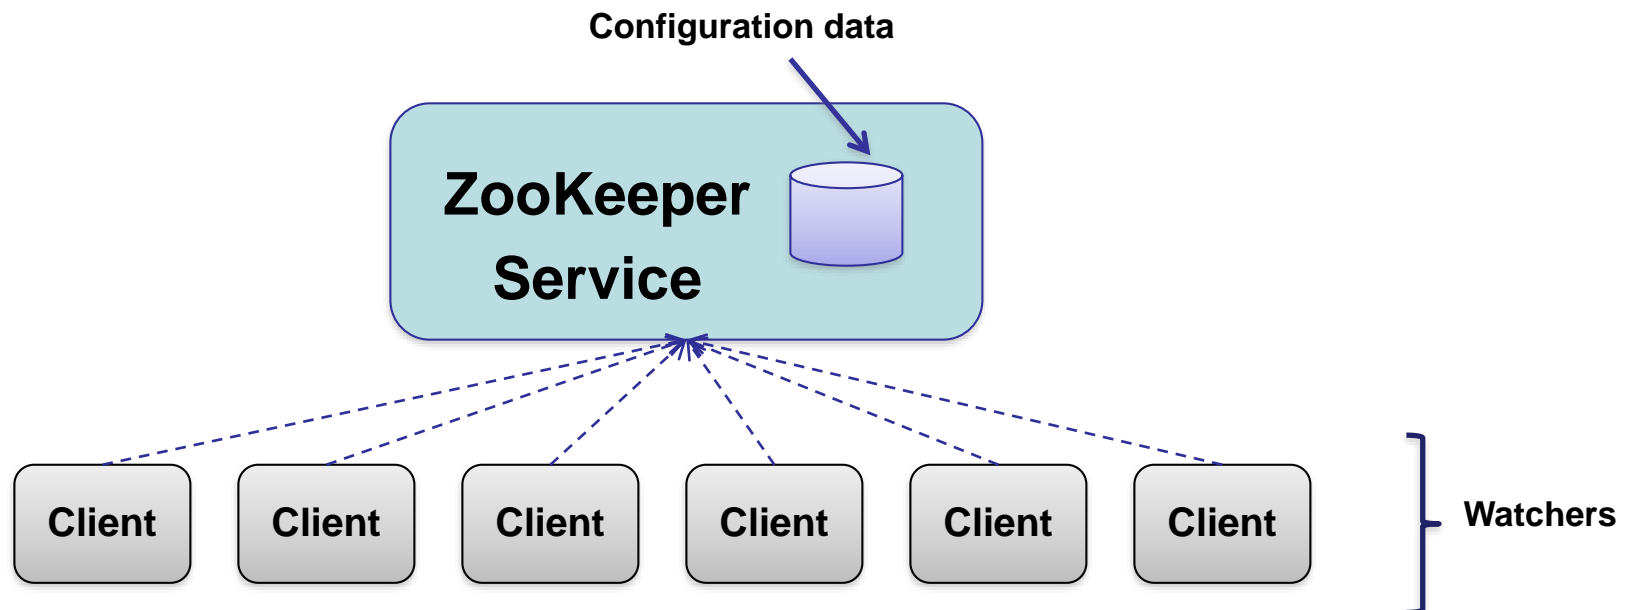 Configuration data
ZooKeeper
Service
Client
Client
Client
Client
Client
Client
Watchers